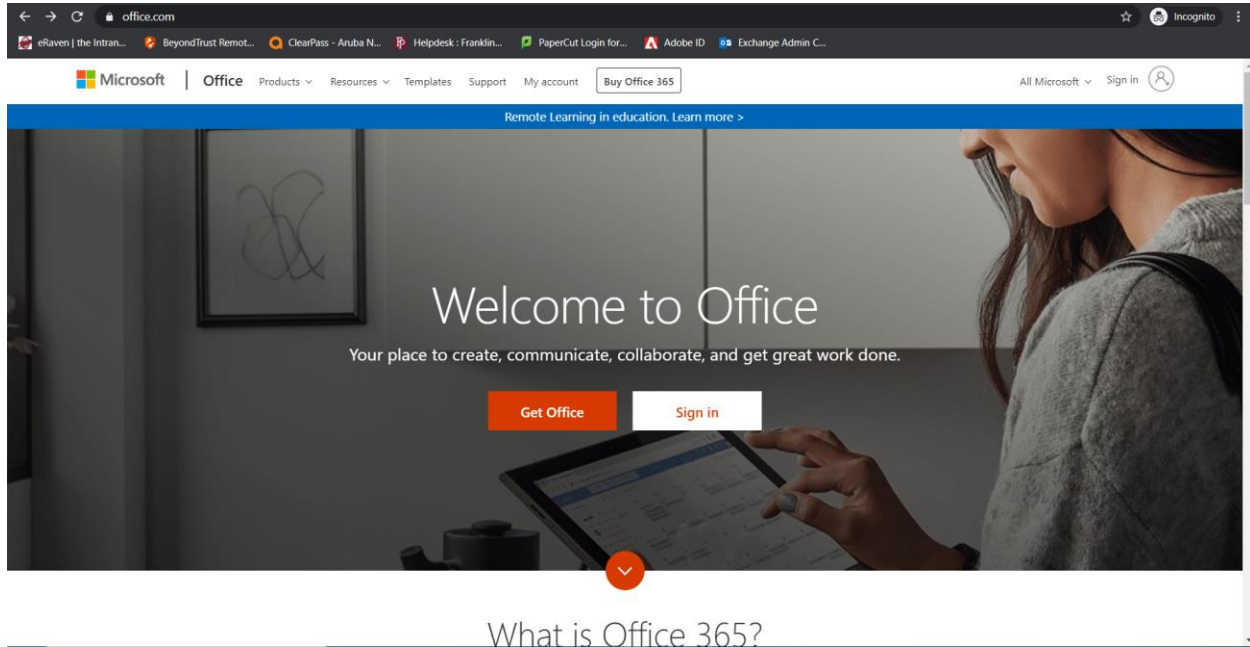 office.com
Incognito
eRaven | the Intran...
BeyondTrust Remot...
ClearPass - Aruba N...
Helpdesk : Franklin...
PaperCut Login for...
Adobe ID
Exchange Admin C...
Microsoft
Office
Products
Resources
Templates
Support
My account
Buy Office 365
All Microsoft
Sign in
Remote Learning in education. Learn more >
Welcome to Office
Your place to create, communicate, collaborate, and get great work done.
Get Office
Sign in
What is Office 365?